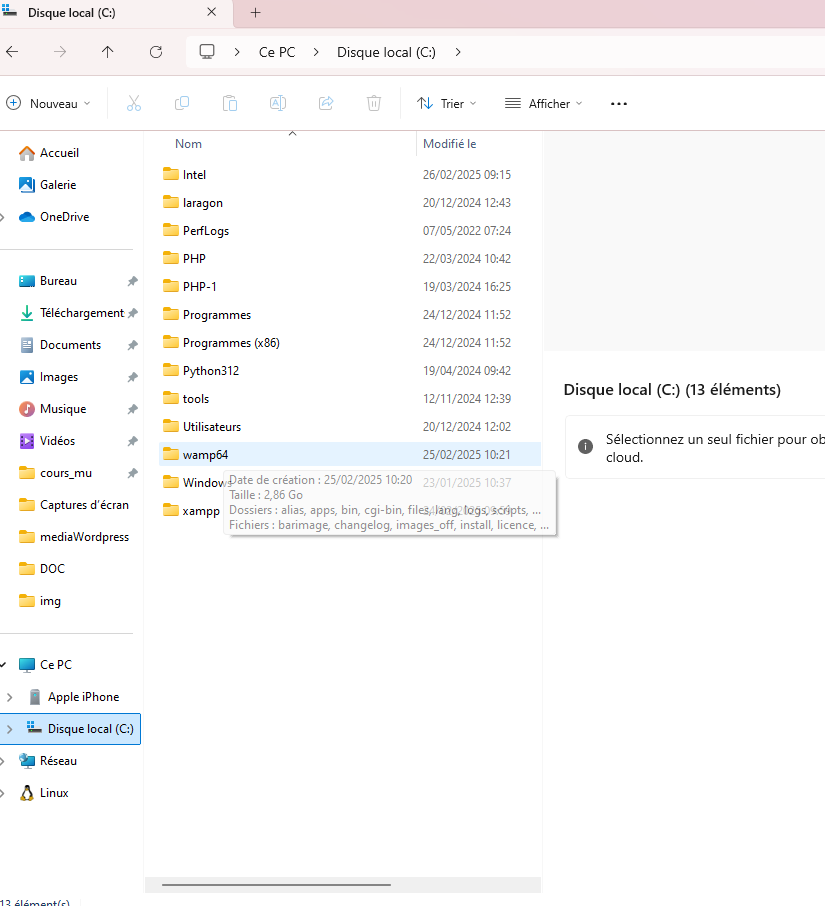 Disque local (C:)
Ce PC
Disque local (C:)
Nouveau
Trier
Afficher
Accueil
Galerie
OneDrive
Bureau
Téléchargement
Documents
Images
Musique
Vidéos
cours_mu
Captures d'écran
mediaWordpress
DOC
img
Ce PC
Apple iPhone
Disque local (C:)
Réseau
Linux
Nom Modifié le
Intel 26/02/2025 09:15
laragon 20/12/2024 12:43
PerfLogs 07/05/2022 07:24
PHP 22/03/2024 10:42
PHP-1 19/03/2024 16:25
Programmes 24/12/2024 11:52
Programmes (x86) 24/12/2024 11:52
Python312 19/04/2024 09:42
tools 12/11/2024 12:39
Utilisateurs 20/12/2024 12:02
wamp64 25/02/2025 10:21
Windows 23/01/2025 10:37
xampp
Date de création : 25/02/2025 10:20
Taille : 2,86 Go
Dossiers : alias, apps, bin, cgi-bin, files, lang, logs, scripts, ...
Fichiers : barimage, changelog, images_off, install, licence, ...
Disque local (C:) (13 éléments)
Sélectionnez un seul fichier pour ob
cloud.
13 élément(s)